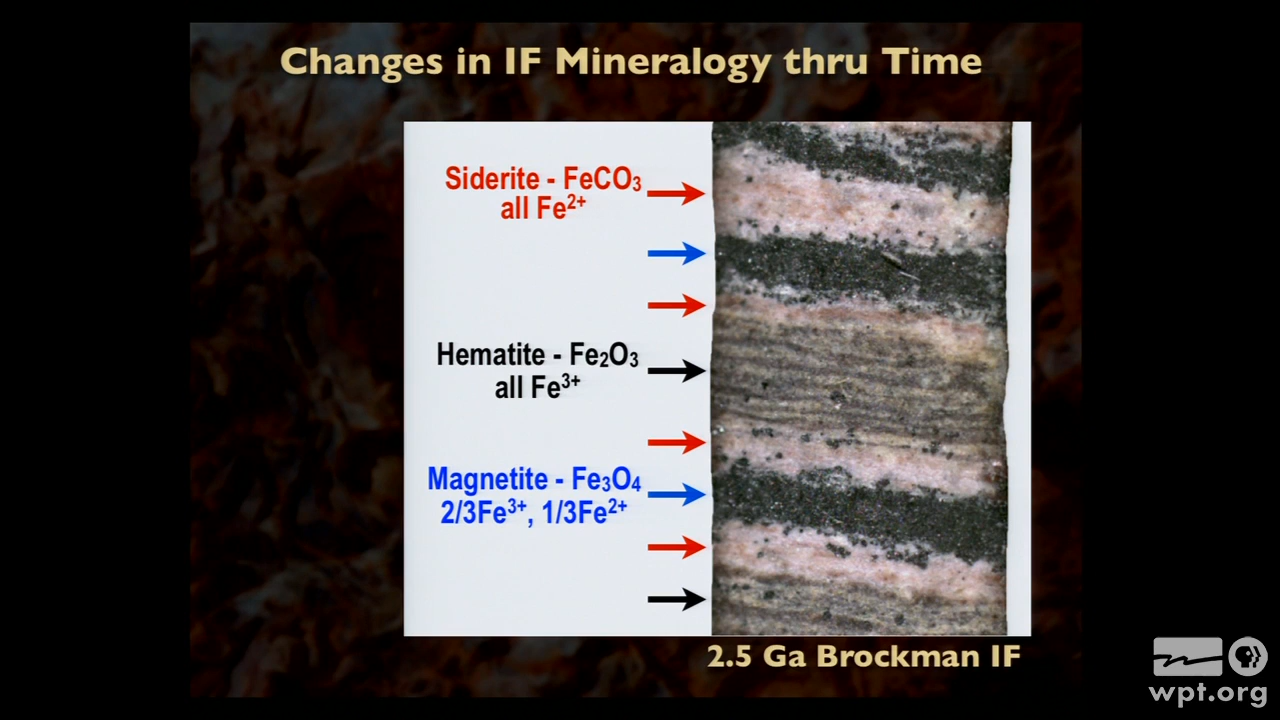 Changes in IF Mineralogy thru Time
Siderite - FeCO₃
all Fe²⁺
Hematite - Fe₂O₃
all Fe³⁺
Magnetite - Fe₃O₄
2/3Fe³⁺, 1/3Fe²⁺
2.5 Ga Brockman IF
wpt.org